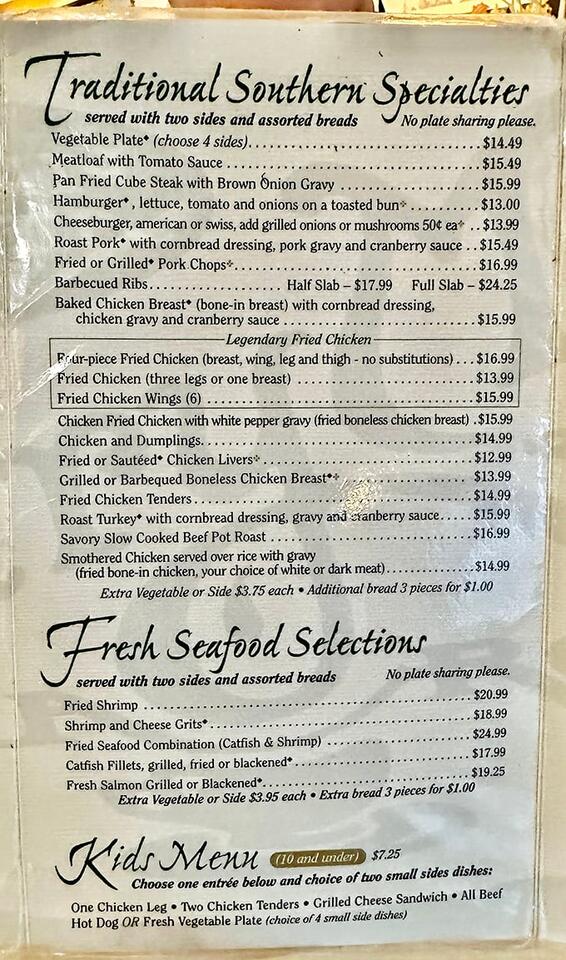 Traditional Southern Specialties
served with two sides and assorted breads No plate sharing please.
Vegetable Plate♦ (choose 4 sides)................................$14.49
Meatloaf with Tomato Sauce ................................$15.49
Pan Fried Cube Steak with Brown Onion Gravy ....................$15.99
Hamburger♦, lettuce, tomato and onions on a toasted bun✧ ...........$13.00
Cheeseburger, american or swiss, add grilled onions or mushrooms 50¢ ea✧ ..$13.99
Roast Pork♦ with cornbread dressing, pork gravy and cranberry sauce ..$15.49
Fried or Grilled♦ Pork Chops✧................................$16.99
Barbecued Ribs.................... Half Slab – $17.99 Full Slab – $24.25
Baked Chicken Breast♦ (bone-in breast) with cornbread dressing,
chicken gravy and cranberry sauce ............................$15.99
Legendary Fried Chicken
Four-piece Fried Chicken (breast, wing, leg and thigh - no substitutions) ...$16.99
Fried Chicken (three legs or one breast) ..........................$13.99
Fried Chicken Wings (6) ......................................$15.99
Chicken Fried Chicken with white pepper gravy (fried boneless chicken breast) .$15.99
Chicken and Dumplings........................................$14.99
Fried or Sautéed♦ Chicken Livers✧ ................................$12.99
Grilled or Barbequed Boneless Chicken Breast♦✧ ....................$13.99
Fried Chicken Tenders ........................................$14.99
Roast Turkey♦ with cornbread dressing, gravy and cranberry sauce.....$15.99
Savory Slow Cooked Beef Pot Roast ..............................$16.99
Smothered Chicken served over rice with gravy
(fried bone-in chicken, your choice of white or dark meat).............$14.99
Extra Vegetable or Side $3.75 each • Additional bread 3 pieces for $1.00
Fresh Seafood Selections
served with two sides and assorted breads No plate sharing please.
Fried Shrimp ................................................$20.99
Shrimp and Cheese Grits♦......................................$18.99
Fried Seafood Combination (Catfish & Shrimp) ....................$24.99
Catfish Fillets, grilled, fried or blackened♦..........................$17.99
Fresh Salmon Grilled or Blackened♦..............................$19.25
Extra Vegetable or Side $3.95 each • Extra bread 3 pieces for $1.00
Kids Menu (10 and under) $7.25
Choose one entrée below and choice of two small sides dishes:
One Chicken Leg • Two Chicken Tenders • Grilled Cheese Sandwich • All Beef
Hot Dog OR Fresh Vegetable Plate (choice of 4 small side dishes)